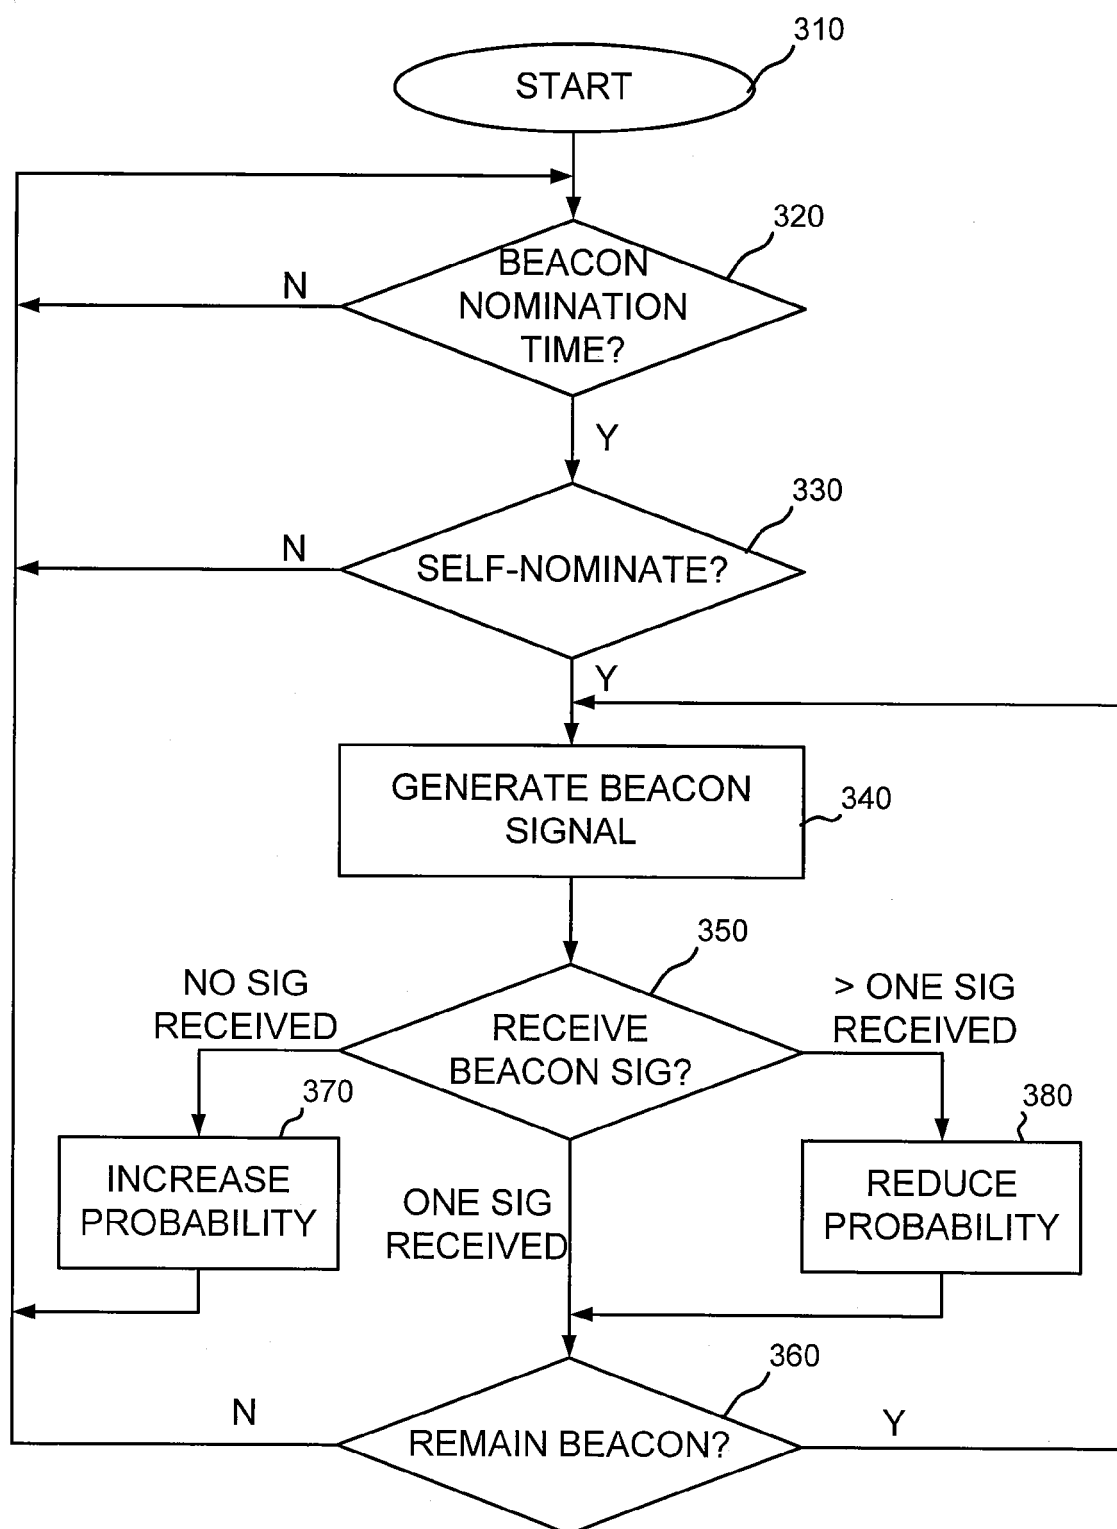 310
START
320
BEACON
NOMINATION
TIME?
N
Y
330
SELF-NOMINATE?
N
Y
GENERATE BEACON
SIGNAL
340
350
NO SIG
RECEIVED
> ONE SIG
RECEIVED
RECEIVE
BEACON SIG?
370
380
INCREASE
PROBABILITY
ONE SIG
RECEIVED
REDUCE
PROBABILITY
360
N
REMAIN BEACON?
Y